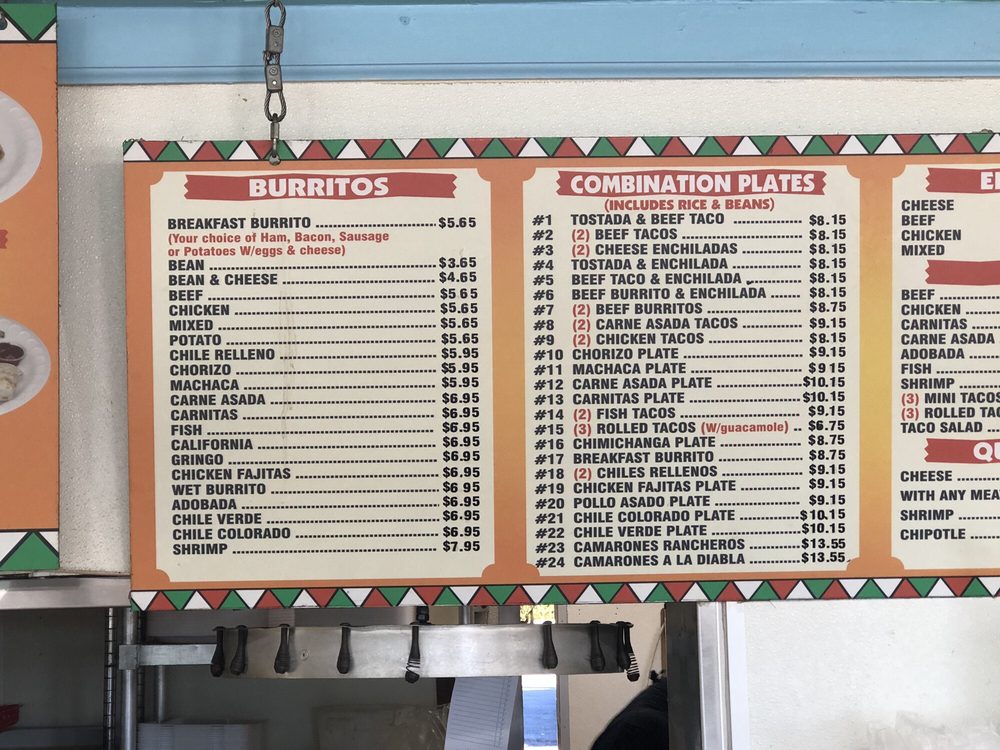 BURRITOS
BREAKFAST BURRITO $5.65
(Your choice of Ham, Bacon, Sausage
or Potatoes W/eggs & cheese)
BEAN $3.65
BEAN & CHEESE $4.65
BEEF $5 65
CHICKEN $5.65
MIXED $5.65
POTATO $5.65
CHILE RELLENO $5.95
CHORIZO $5.95
MACHACA $5.95
CARNE ASADA $6.95
CARNITAS $6.95
FISH $6.95
CALIFORNIA $6.95
GRINGO $6.95
CHICKEN FAJITAS $6.95
WET BURRITO $6 95
ADOBADA $6.95
CHILE VERDE $6.95
CHILE COLORADO $6.95
SHRIMP $7.95
COMBINATION PLATES
(INCLUDES RICE & BEANS)
#1 TOSTADA & BEEF TACO $8.15
#2 (2) BEEF TACOS $8.15
#3 (2) CHEESE ENCHILADAS $8.15
#4 TOSTADA & ENCHILADA $8.15
#5 BEEF TACO & ENCHILADA $8.15
#6 BEEF BURRITO & ENCHILADA $8.15
#7 (2) BEEF BURRITOS $8.75
#8 (2) CARNE ASADA TACOS $9.15
#9 (2) CHICKEN TACOS $8.15
#10 CHORIZO PLATE $9.15
#11 MACHACA PLATE $9 15
#12 CARNE ASADA PLATE $10.15
#13 CARNITAS PLATE $10.15
#14 (2) FISH TACOS $9.15
#15 (3) ROLLED TACOS (W/guacamole) $6.75
#16 CHIMICHANGA PLATE $8.75
#17 BREAKFAST BURRITO $8.75
#18 (2) CHILES RELLENOS $9.15
#19 CHICKEN FAJITAS PLATE $9.15
#20 POLLO ASADO PLATE $9.15
#21 CHILE COLORADO PLATE $10.15
#22 CHILE VERDE PLATE $10.15
#23 CAMARONES RANCHEROS $13.55
#24 CAMARONES A LA DIABLA $13.55
CHEESE
BEEF
CHICKEN
MIXED
BEEF
CHICKEN
CARNITAS
CARNE ASADA
ADOBADA
FISH
SHRIMP
(3) MINI TACOS
(3) ROLLED
TACO SALAD
CHEESE
WITH ANY
SHRIMP
CHIPOTLE